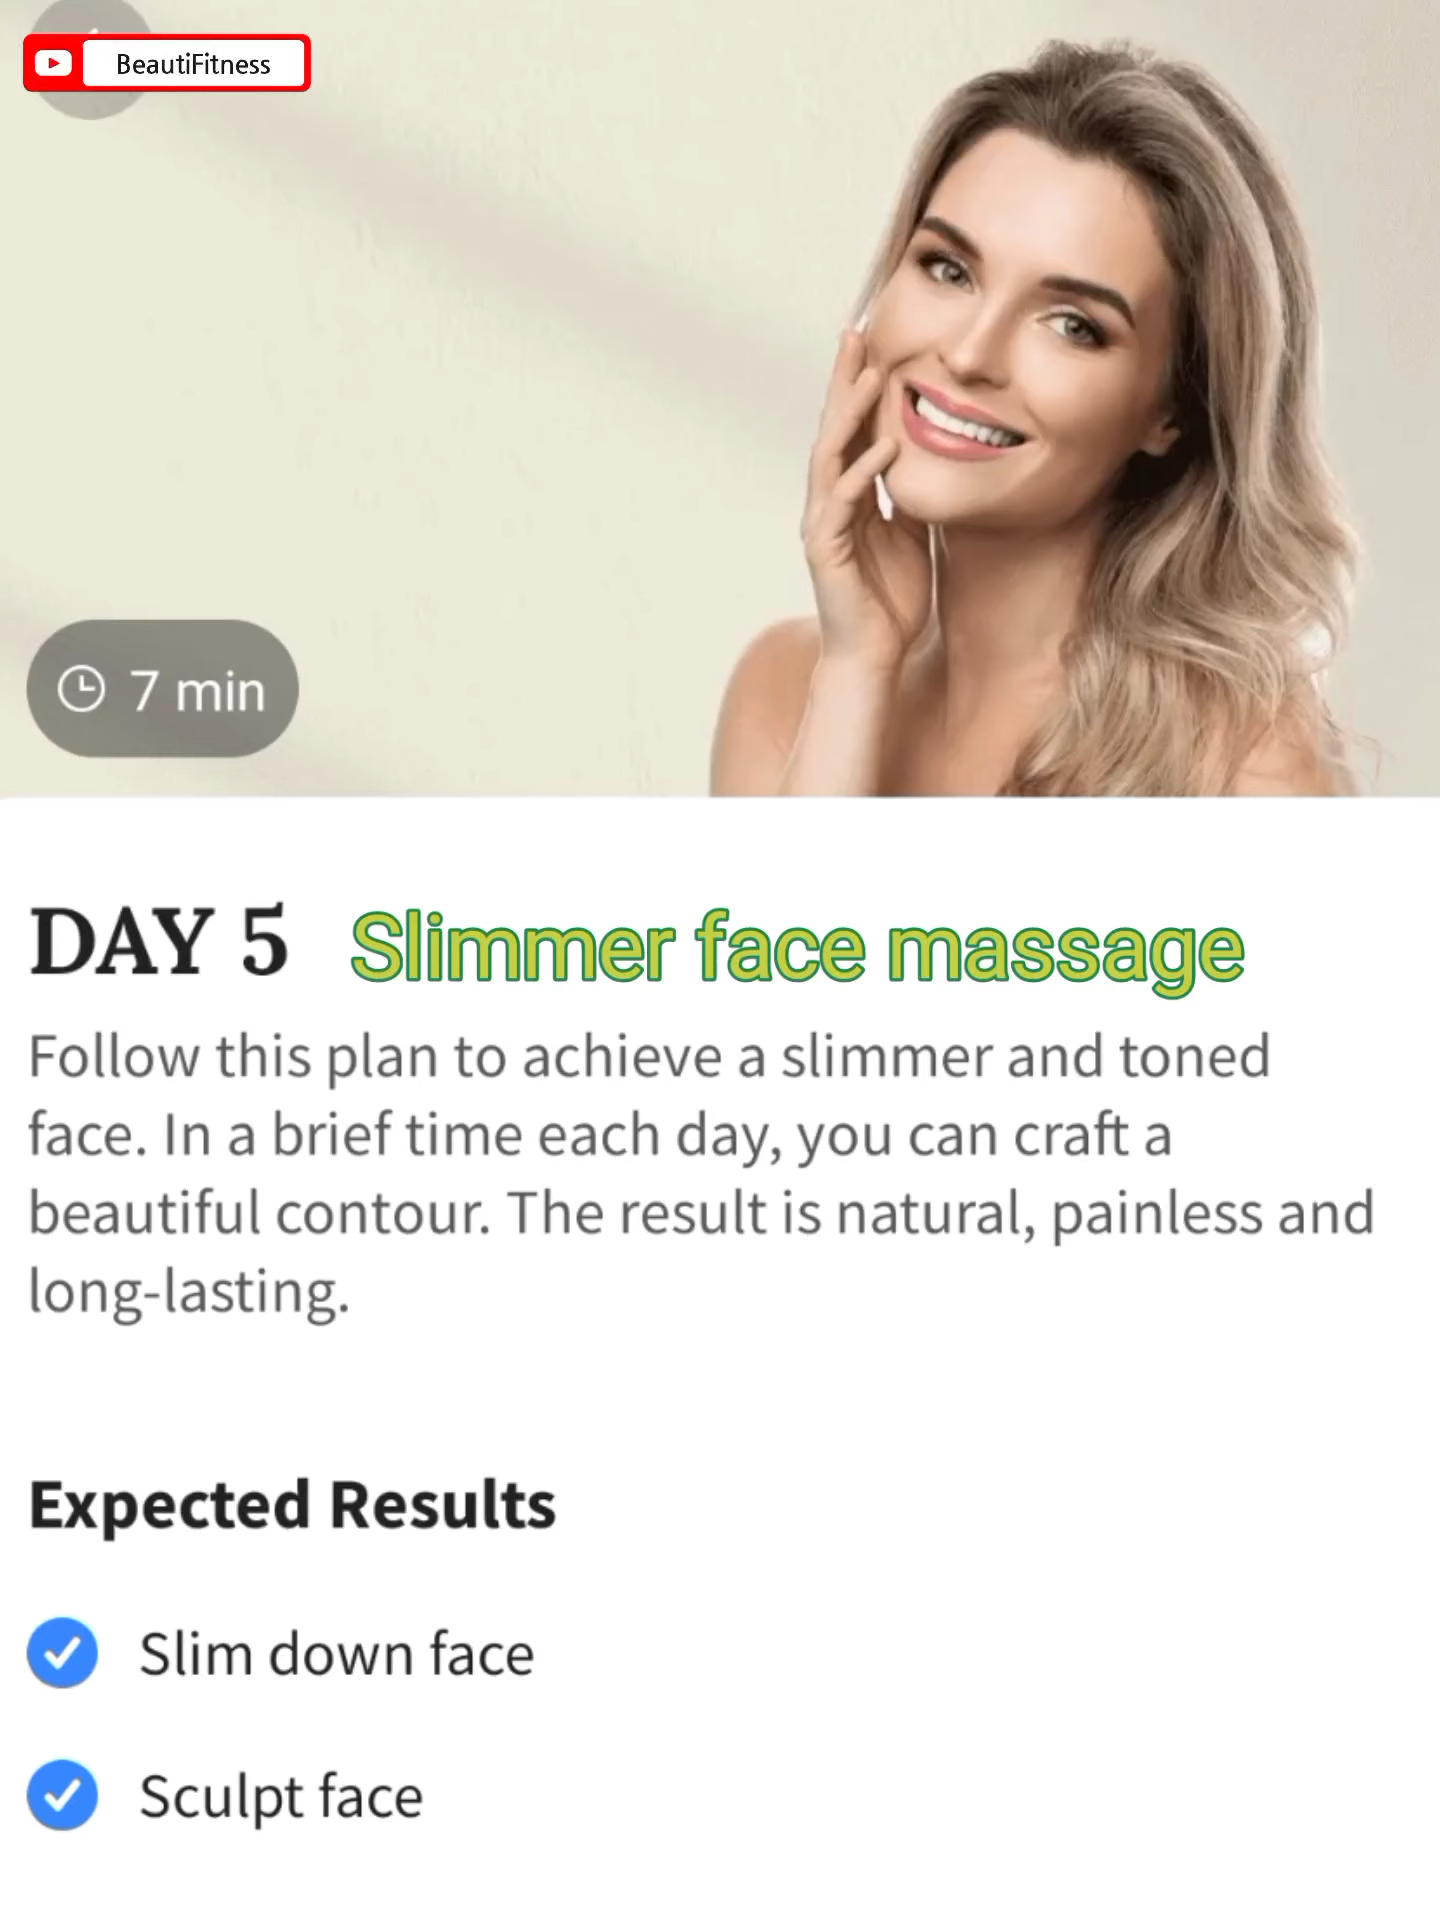 BeautiFitness
7 min
DAY 5 Slimmer face massage
Follow this plan to achieve a slimmer and toned
face. In a brief time each day, you can craft a
beautiful contour. The result is natural, painless and
long-lasting.
Expected Results
Slim down face
Sculpt face